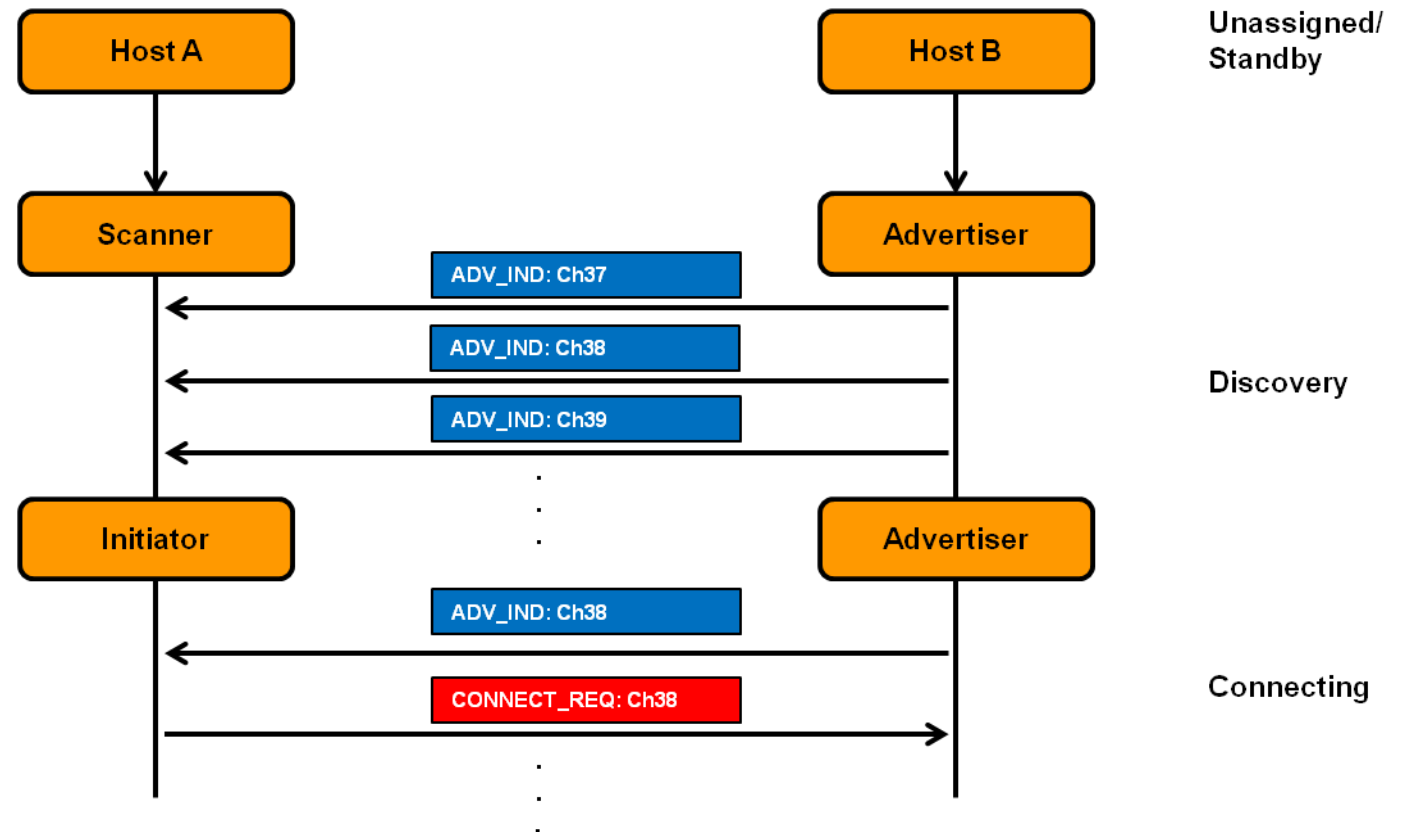 Host A
Host B
Unassigned/
Standby
Scanner
Advertiser
ADV_IND: Ch37
ADV_IND: Ch38
Discovery
ADV_IND: Ch39
Initiator
Advertiser
ADV_IND: Ch38
CONNECT_REQ: Ch38
Connecting